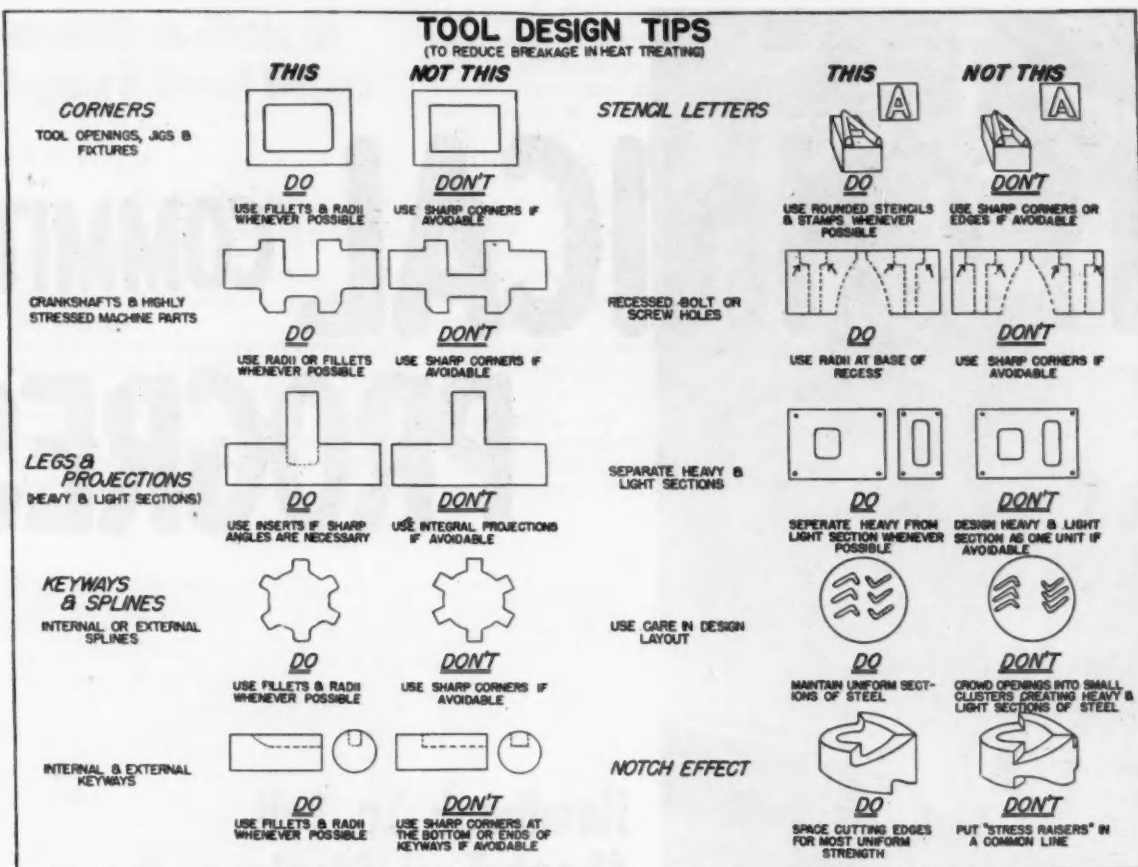 TOOL DESIGN TIPS
(TO REDUCE BREAKAGE IN HEAT TREATING)
THIS
NOT THIS
CORNERS
TOOL OPENINGS, JIGS &
FIXTURES
DO
USE FILLETS & RADII
WHENEVER POSSIBLE
DON'T
USE SHARP CORNERS IF
AVOIDABLE
CRANKSHAFTS & HIGHLY
STRESSED MACHINE PARTS
DO
USE RADII OR FILLETS
WHENEVER POSSIBLE
DON'T
USE SHARP CORNERS IF
AVOIDABLE
LEGS &
PROJECTIONS
(HEAVY & LIGHT SECTIONS)
DO
USE INSERTS IF SHARP
ANGLES ARE NECESSARY
DON'T
USE INTEGRAL PROJECTIONS
IF AVOIDABLE
KEYWAYS
& SPLINES
INTERNAL OR EXTERNAL
SPLINES
DO
USE FILLETS & RADII
WHENEVER POSSIBLE
DON'T
USE SHARP CORNERS IF
AVOIDABLE
INTERNAL & EXTERNAL
KEYWAYS
DO
USE FILLETS & RADII
WHENEVER POSSIBLE
DON'T
USE SHARP CORNERS AT
THE BOTTOM OR ENDS OF
KEYWAYS IF AVOIDABLE
THIS
NOT THIS
STENCIL LETTERS
A
A
DO
USE ROUNDED STENCILS
& STAMPS WHENEVER
POSSIBLE
DON'T
USE SHARP CORNERS OR
EDGES IF AVOIDABLE
RECESSED BOLT OR
SCREW HOLES
DO
USE RADII AT BASE OF
RECESS
DON'T
USE SHARP CORNERS IF
AVOIDABLE
SEPARATE HEAVY &
LIGHT SECTIONS
DO
SEPERATE HEAVY FROM
LIGHT SECTION WHENEVER
POSSIBLE
DON'T
DESIGN HEAVY & LIGHT
SECTION AS ONE UNIT IF
AVOIDABLE
USE CARE IN DESIGN
LAYOUT
DO
MAINTAIN UNIFORM SECT-
IONS OF STEEL
DON'T
CROWD OPENINGS INTO SMALL
CLUSTERS CREATING HEAVY &
LIGHT SECTIONS OF STEEL
NOTCH EFFECT
DO
SPACE CUTTING EDGES
FOR MOST UNIFORM
STRENGTH
DON'T
PUT "STRESS RAISERS" IN
A COMMON LINE